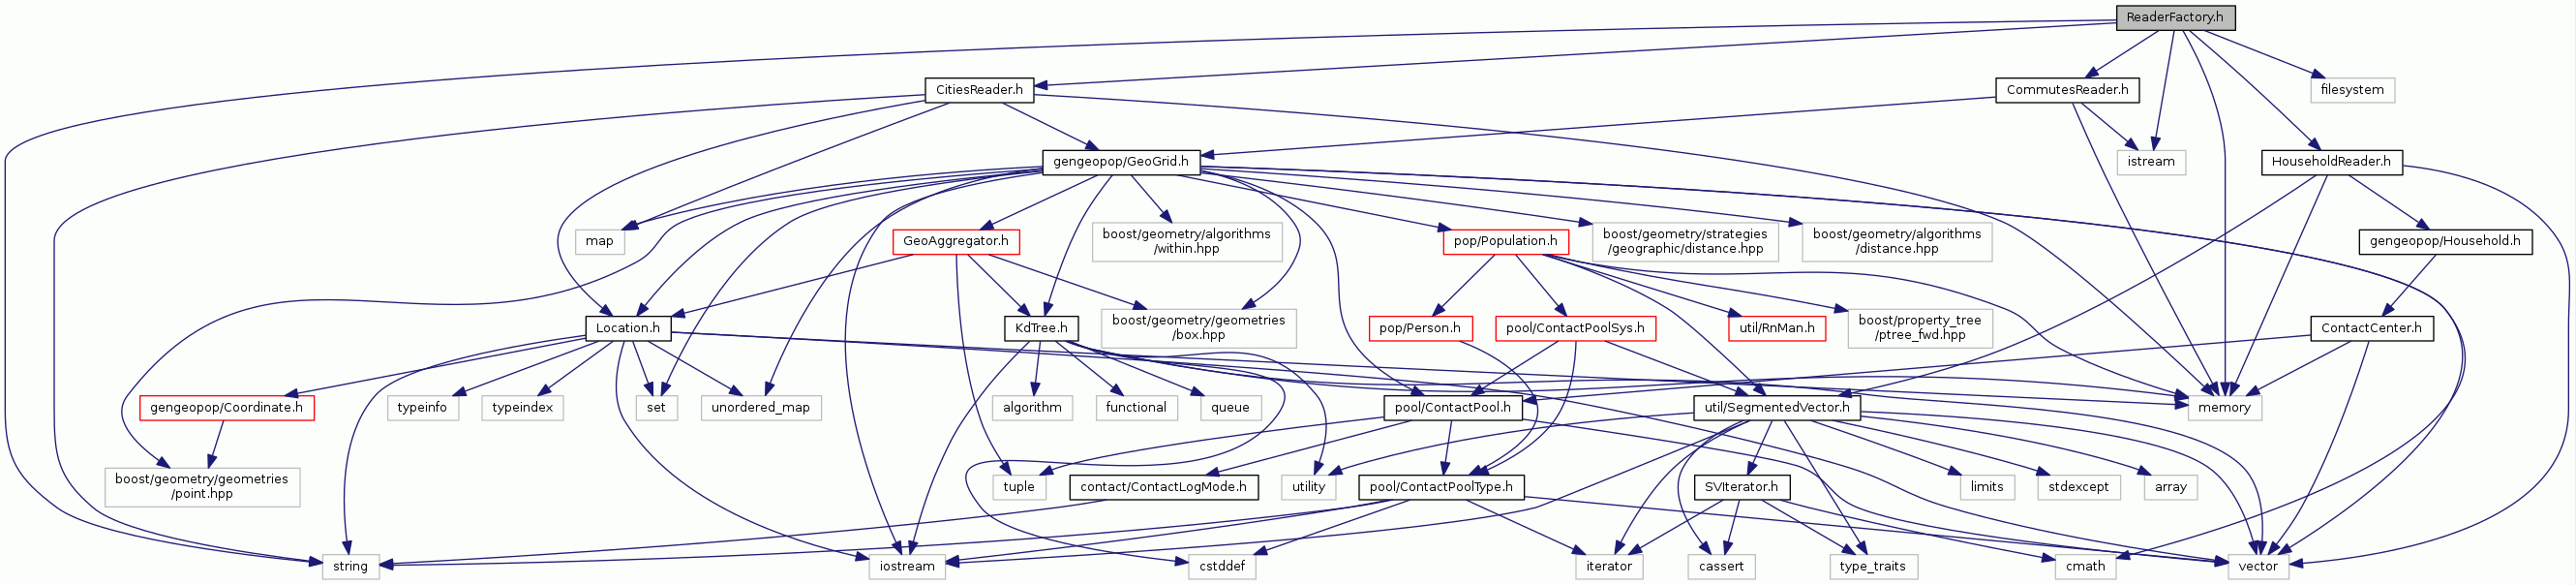 ReaderFactory.h
CitiesReader.h
CommutesReader.h
filesystem
gengeopop/GeoGrid.h
istream
HouseholdReader.h
map
GeoAggregator.h
boost/geometry/algorithms
/within.hpp
pop/Population.h
boost/geometry/strategies
/geographic/distance.hpp
boost/geometry/algorithms
/distance.hpp
gengeopop/Household.h
Location.h
KdTree.h
boost/geometry/geometries
/box.hpp
pop/Person.h
pool/ContactPoolSys.h
util/RnMan.h
boost/property_tree
/ptree_fwd.hpp
ContactCenter.h
gengeopop/Coordinate.h
typeinfo
typeindex
set
unordered_map
algorithm
functional
queue
pool/ContactPool.h
util/SegmentedVector.h
memory
boost/geometry/geometries
/point.hpp
tuple
contact/ContactLogMode.h
utility
pool/ContactPoolType.h
SVIterator.h
limits
stdexcept
array
string
iostream
cstddef
iterator
cassert
type_traits
cmath
vector